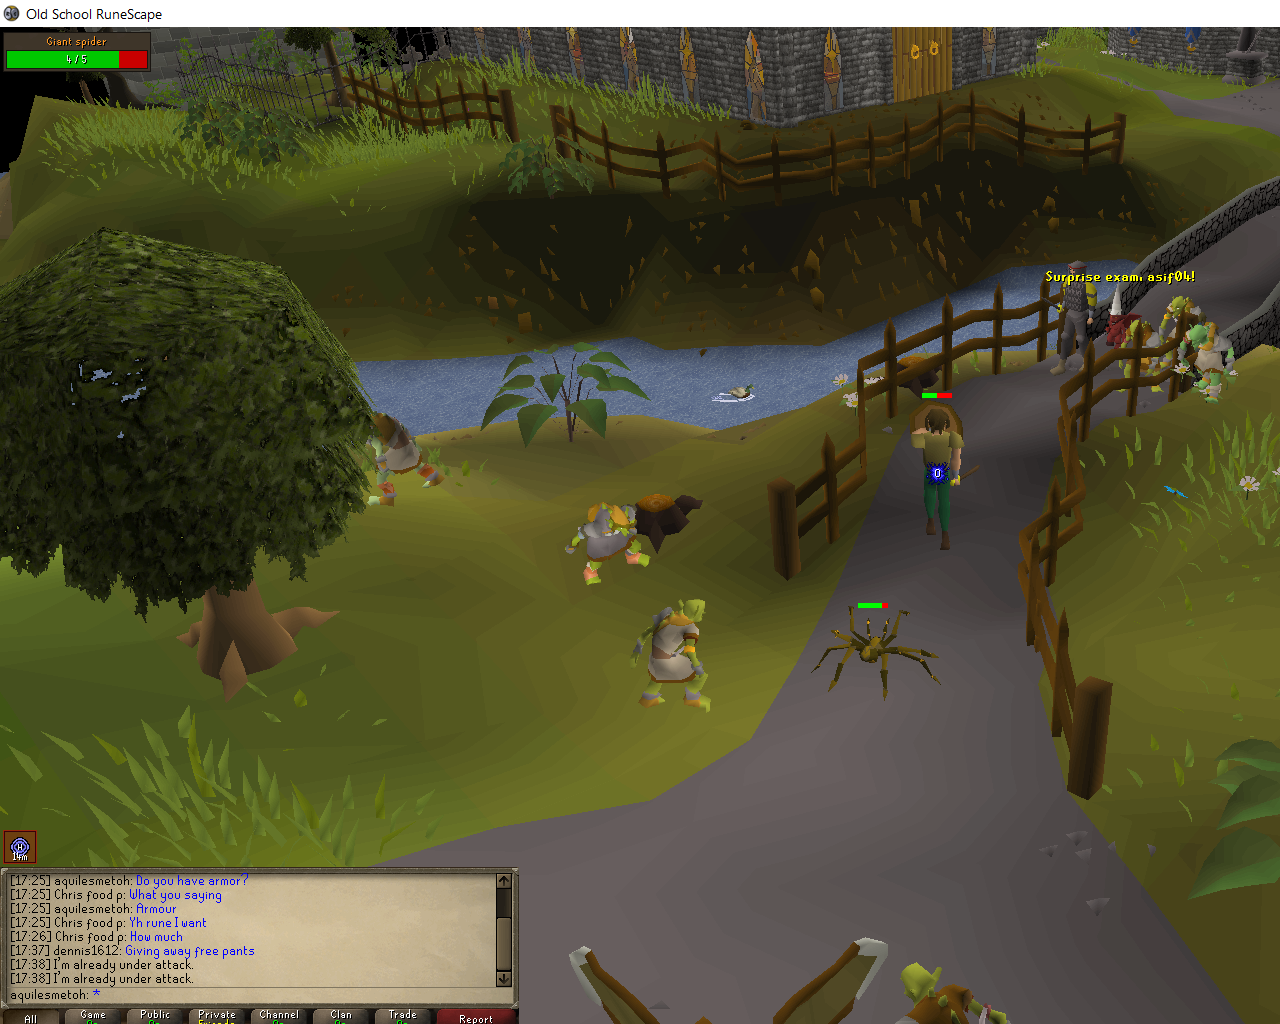 Old School RuneScape
Giant spider
4 / 5
Surprise exam, asif04!
0
14m
[17:25] aquilesmetoh: Do you have armor?
[17:25] Chris food p: What you saying
[17:25] aquilesmetoh: Armour
[17:25] Chris food p: Yh rune I want
[17:26] Chris food p: How much
[17:37] dennis1612: Giving away free pants
[17:38] I'm already under attack.
[17:38] I'm already under attack.
aquilesmetoh: *
All Game Public Private Channel Clan Trade Report